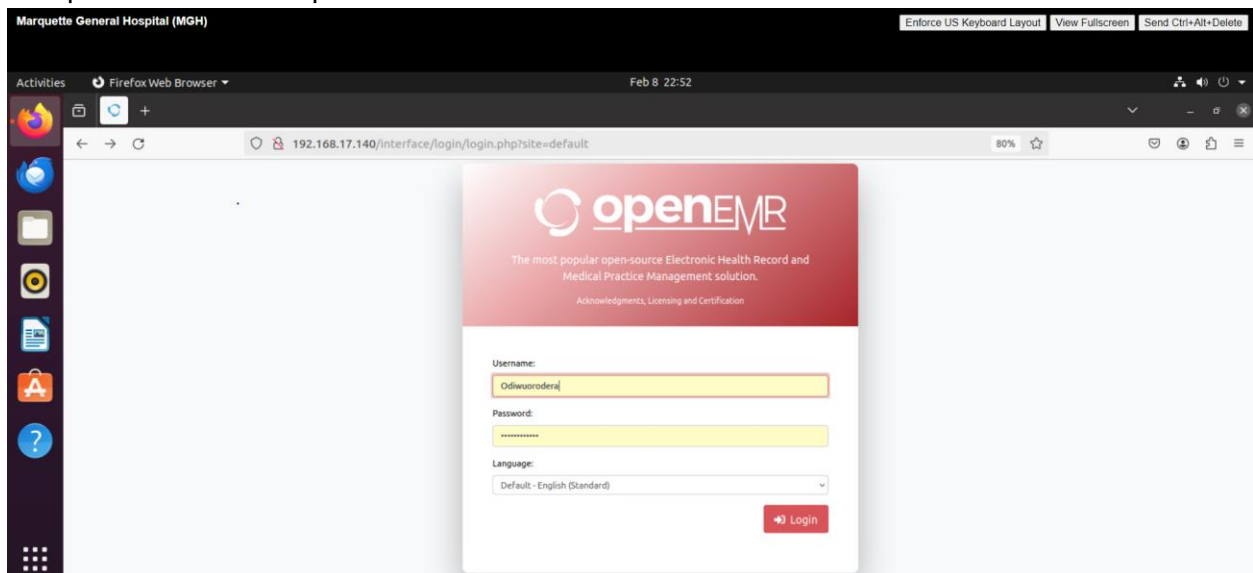 Marquette General Hospital (MGH)
Enforce US Keyboard Layout View Fullscreen Send Ctrl+Alt+Delete
Activities Firefox Web Browser Feb 8 22:52
192.168.17.140/interface/login/login.php?site=default 80%
openEMR
The most popular open-source Electronic Health Record and
Medical Practice Management solution.
Acknowledgments, Licensing and Certification
Username:
Odiwuorodera
Password:
••••••••••••
Language:
Default - English (Standard)
Login